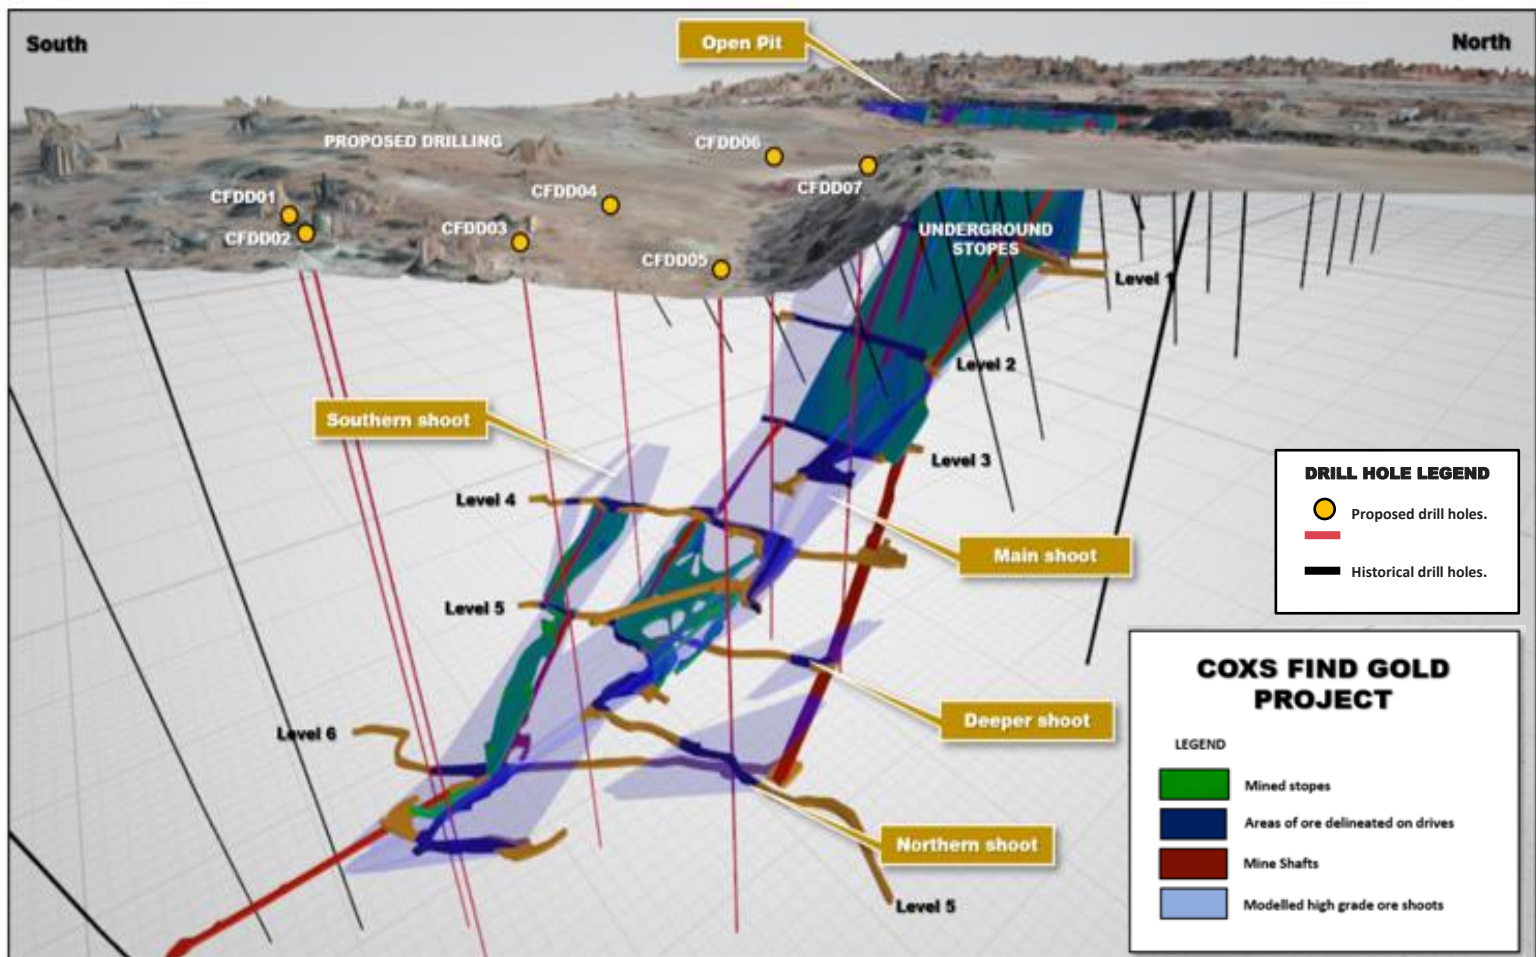 South
Open Pit
North
PROPOSED DRILLING
CFDD06
CFDD07
CFDD01
CFDD04
CFDD02
CFDD03
CFDD05
UNDERGROUND
STOPES
Level 1
Level 2
Southern shoot
Level 3
Level 4
Main shoot
Level 5
Deeper shoot
Level 6
Northern shoot
Level 5
DRILL HOLE LEGEND
Proposed drill holes.
Historical drill holes.
COXS FIND GOLD
PROJECT
LEGEND
Mined stopes
Areas of ore delineated on drives
Mine Shafts
Modelled high grade ore shoots